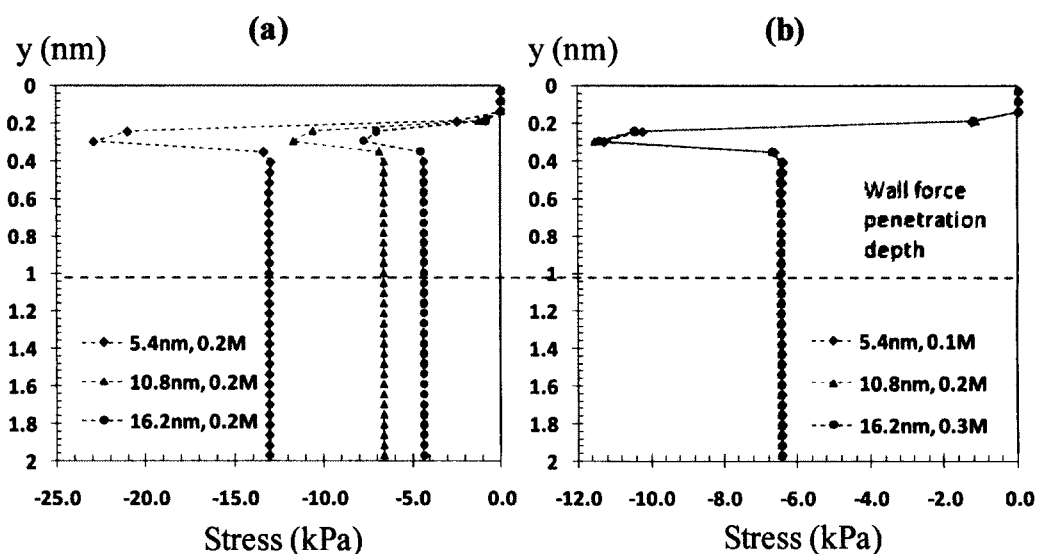 (a)
y (nm)
0
0.2
0.4
0.6
0.8
1
1.2
1.4
1.6
1.8
2
5.4nm, 0.2M
10.8nm, 0.2M
16.2nm, 0.2M
-25.0 -20.0 -15.0 -10.0 -5.0 0.0
Stress (kPa)
(b)
y (nm)
0
0.2
0.4
0.6
0.8
1
1.2
1.4
1.6
1.8
2
Wall force
penetration
depth
5.4nm, 0.1M
10.8nm, 0.2M
16.2nm, 0.3M
-12.0 -10.0 -8.0 -6.0 -4.0 -2.0 0.0
Stress (kPa)